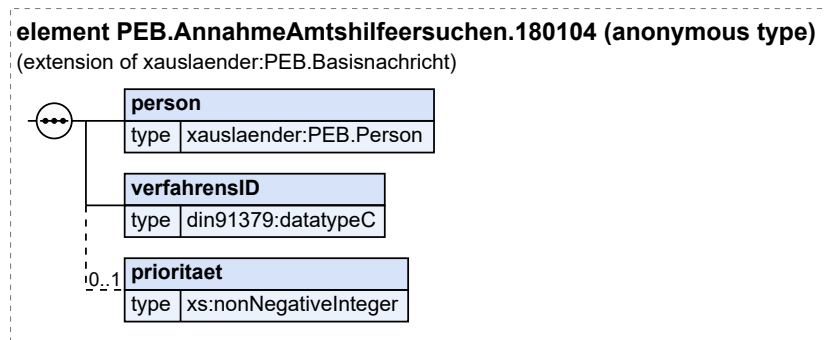 element PEB.AnnahmeAmtshilfeersuchen.180104 (anonymous type)
(extension of xauslaender:PEB.Basisnachricht)
person
type xauslaender:PEB.Person
verfahrensID
type din91379:datatypeC
0..1 prioritaet
type xs:nonNegativeInteger